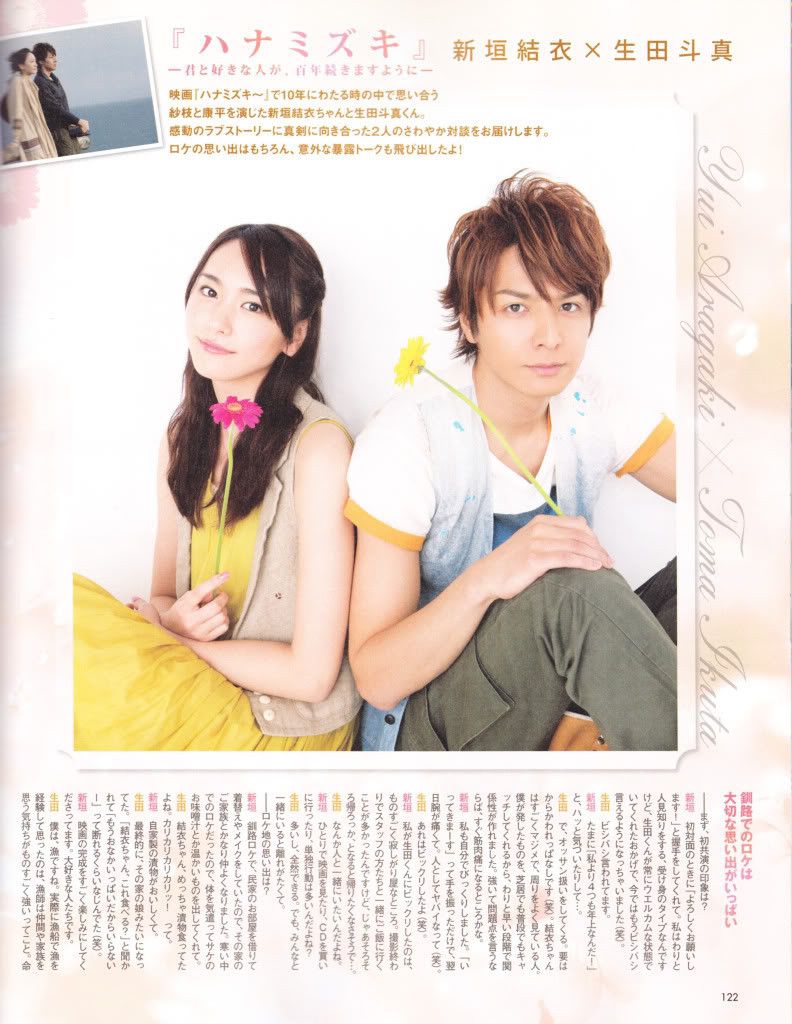 『ハナミズキ』
―君と好きな人が、百年続きますように―
新垣結衣×生田斗真
映画『ハナミズキ～』で10年にわたる時の中で思い合う
紗枝と康平を演じた新垣結衣ちゃんと生田斗真くん。
感動のラブストーリーに真剣に向き合った2人のさわやか対談をお届けします。
ロケの思い出はもちろん、意外な暴露トークも飛び出したよ！
Yui Aragaki × Toma Ikuta
釧路でのロケは
大切な思い出がいっぱい
――まず、初共演の印象は？
新垣 初対面のときに「よろしくお願いし
ます！」と握手をしてくれて。私はわりと
人見知りをする、受け身のタイプなんです
けど、生田くんが常にウエルカムな状態で
いてくれたおかげで、今ではもうビシバシ
言えるようになっちゃいました（笑）。
生田 ビシバシ言われてます。
新垣 たまに「私より4つも年上なんだ！」
と、ハッと気づいたりして…。
生田 で、オッサン扱いをしてくる。要は
からかわれっぱなしです（笑）。結衣ちゃん
はすごくマジメで、周りをよく見ている人。
僕が発したものを、芝居でも普段でもキャ
ッチしてくれるから、わりと早い段階で関
係性が作れました。強いて問題点を言うな
らば、すぐ筋肉痛になるところかな。
新垣 私も自分でびっくりしました。「い
ってきまーす」って手を振っただけで、翌
日腕が痛くて。人としてヤバイなって（笑）。
生田 あれはビックリしたよ（笑）。
新垣 私が生田くんにビックリしたのは、
ものすごく寂しがり屋なところ。撮影終わ
りでスタッフの方たちと一緒にご飯に行く
ことが多かったんですけど、じゃあそろそ
ろ帰ろっか、となると帰りたくなさそうで…。
生田 なんか人と一緒にいたいんだよね。
新垣 ひとりで映画を見たり、CDを買い
に行ったり、単独行動は多いんだよね？
生田 多いし、全然できる。でも、みんなと
一緒にいると離れがたくて。
――ロケ地の思い出は？
新垣 釧路ロケで、民家のお部屋を借りて
着替えやメイクをしていたので、その家の
ご家族とかなり仲よくなりました。寒い中
でのロケだったので、体を気遣ってサケの
お味噌汁とか温かいものを出してくれて。
生田 結衣ちゃん、めっちゃ漬物食ってた
よね。カリカリカリカリッー！って
新垣 自家製の漬物がおいしくて。
生田 最終的に、その家の娘みたいになっ
てた。「結衣ちゃん、これ食べる？」と聞か
れて「もうおなかいっぱいだからいらない
ー！」って断れるくらいなじんでた（笑）。
新垣 映画の完成をすごく楽しみにしてく
ださってます。大好きな人たちです。
生田 僕は、漁ですね。実際に漁船で漁を
経験して思ったのは、漁師は仲間や家族を
思う気持ちがものすごく強いってこと。命
122